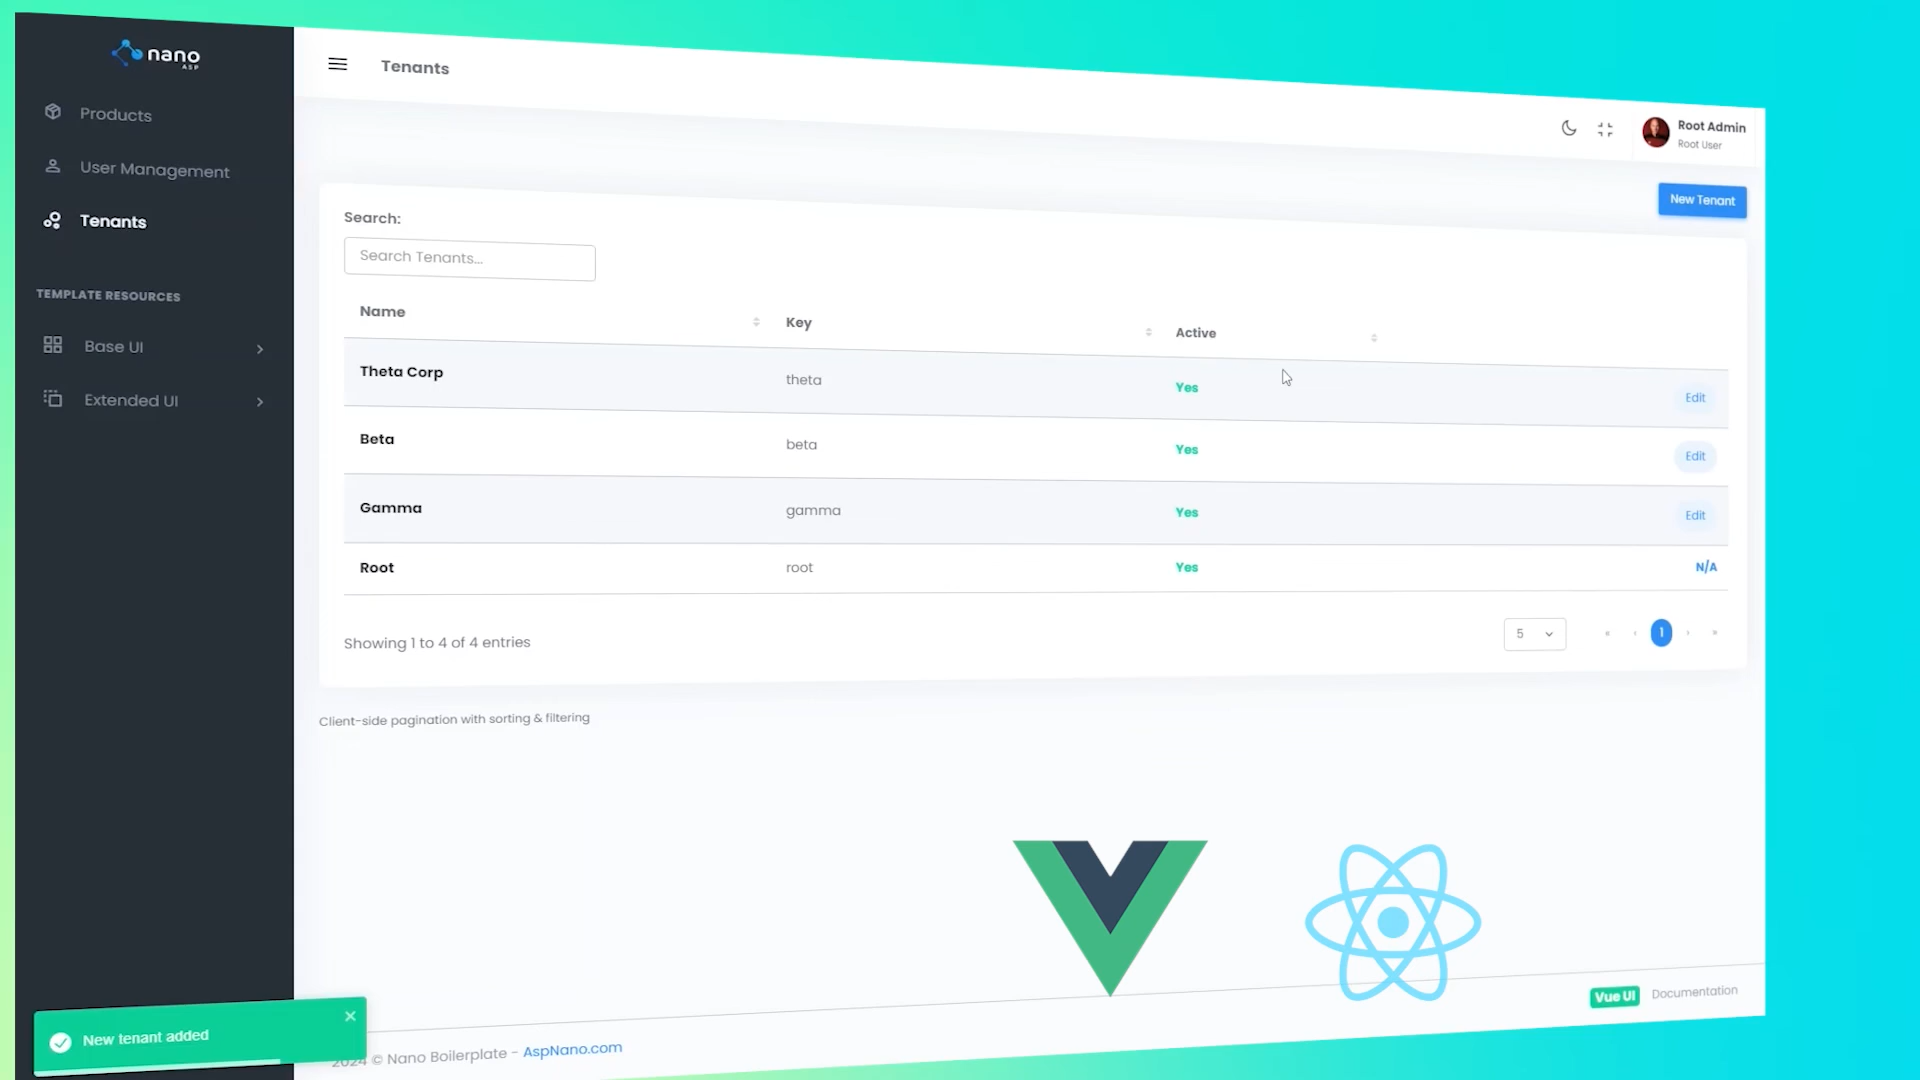 nano
ASP
Products
User Management
Tenants
TEMPLATE RESOURCES
Base UI
Extended UI
Tenants
Root Admin
Root User
New Tenant
Search:
Search Tenants...
Name Key Active
Theta Corp theta Yes Edit
Beta beta Yes Edit
Gamma gamma Yes Edit
Root root Yes N/A
Showing 1 to 4 of 4 entries
5 « ‹ 1 › »
Client-side pagination with sorting & filtering
Vue UI Documentation
New tenant added
2024 © Nano Boilerplate - AspNano.com